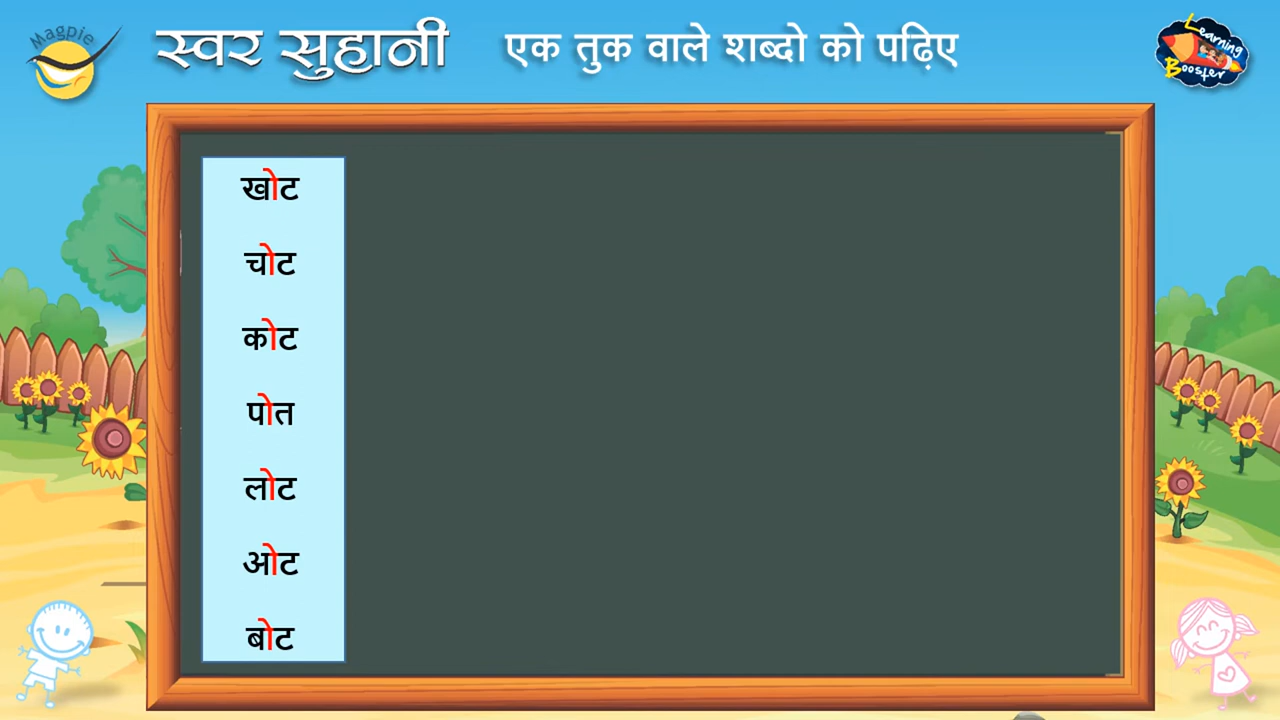 Magpie
स्वर सुहानी
एक तुक वाले शब्दो को पढ़िए
Learning
Booster
खोट
चोट
कोट
पोत
लोट
ओट
बोट